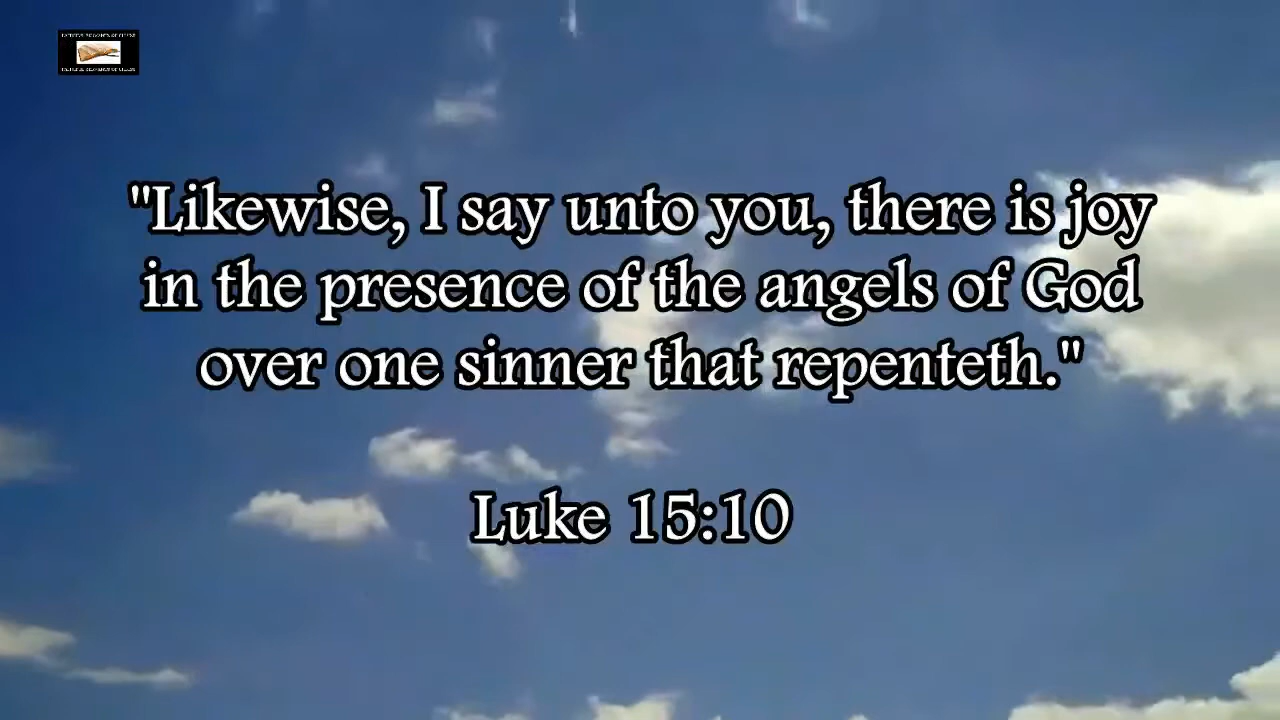 "Likewise, I say unto you, there is joy
in the presence of the angels of God
over one sinner that repenteth."
Luke 15:10